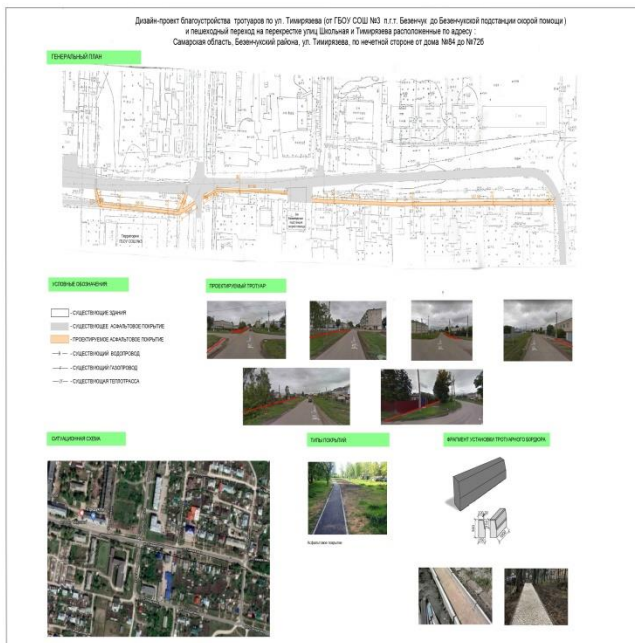 Дизайн-проект благоустройства тротуаров по ул. Тимирязева (от ГБОУ СОШ №3 п.г.т. Безенчук до Безенчукской подстанции скорой помощи)
и пешеходный переход на перекрестке улиц Школьная и Тимирязева расположенные по адресу :
Самарская область, Безенчукский района, ул. Тимирязева, по нечетной стороне от дома №84 до №72б
ГЕНЕРАЛЬНЫЙ ПЛАН
УСЛОВНЫЕ ОБОЗНАЧЕНИЯ
ПРОЕКТИРУЕМЫЙ ТРОТУАР
- СУЩЕСТВУЮЩИЕ ЗДАНИЯ
- СУЩЕСТВУЮЩЕЕ АСФАЛЬТОВОЕ ПОКРЫТИЕ
- ПРОЕКТИРУЕМОЕ АСФАЛЬТОВОЕ ПОКРЫТИЕ
- СУЩЕСТВУЮЩИЙ ВОДОПРОВОД
- СУЩЕСТВУЮЩИЙ ГАЗОПРОВОД
- СУЩЕСТВУЮЩАЯ ТЕПЛОТРАССА
СИТУАЦИОННАЯ СХЕМА
ТИПЫ ПОКРЫТИЙ
ФРАГМЕНТ УСТАНОВКИ ТРОТУАРНОГО БОРДЮРА
Асфальтовое покрытие